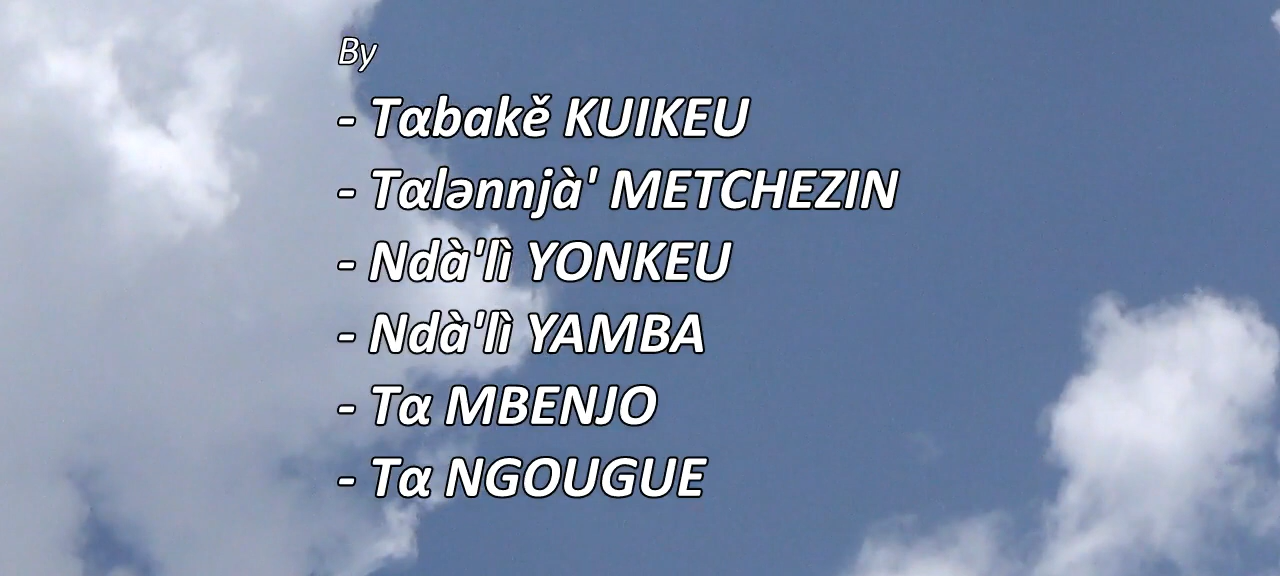 By
- Tαbakě KUIKEU
- Tαlənnjà' METCHEZIN
- Ndà'lì YONKEU
- Ndà'lì YAMBA
- Tα MBENJO
- Tα NGOUGUE